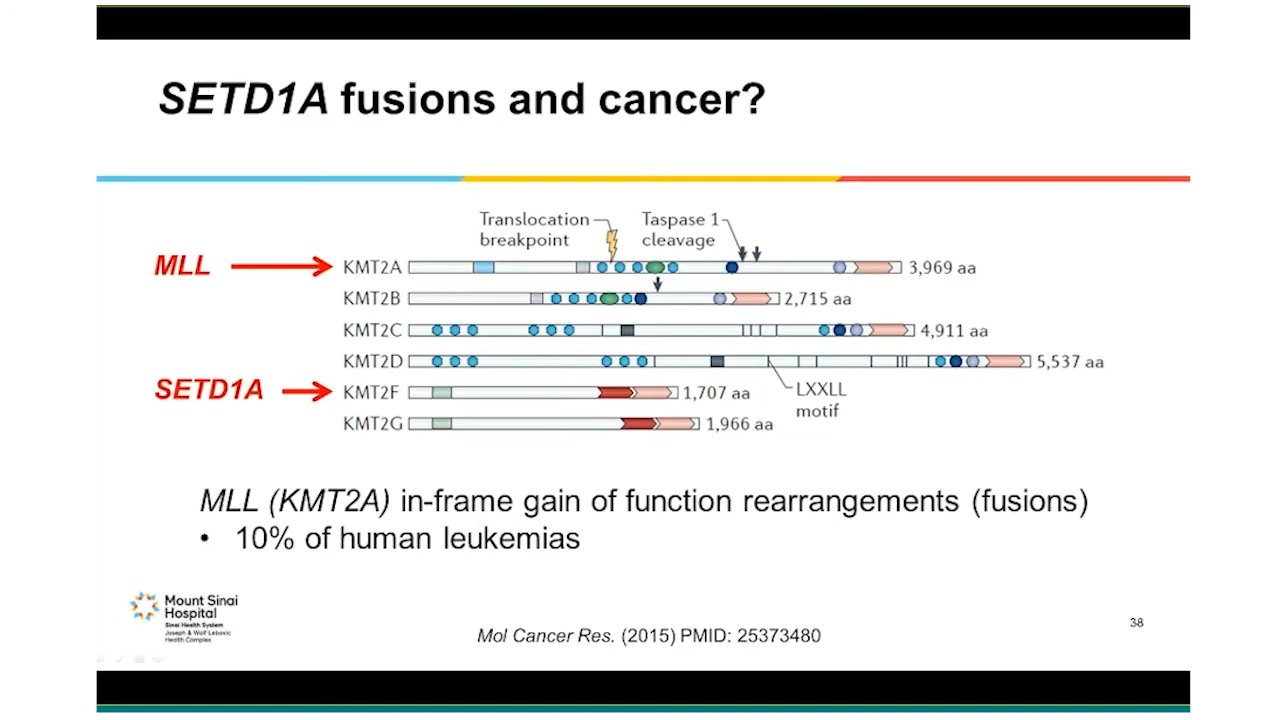 SETD1A fusions and cancer?
Translocation breakpoint
Taspase 1 cleavage
MLL
KMT2A
3,969 aa
KMT2B
2,715 aa
KMT2C
4,911 aa
KMT2D
5,537 aa
SETD1A
KMT2F
1,707 aa
LXXLL motif
KMT2G
1,966 aa
MLL (KMT2A) in-frame gain of function rearrangements (fusions)
• 10% of human leukemias
Mount Sinai
Hospital
Sinai Health System
Joseph & Wolf Lebovic
Health Complex
Mol Cancer Res. (2015) PMID: 25373480
38